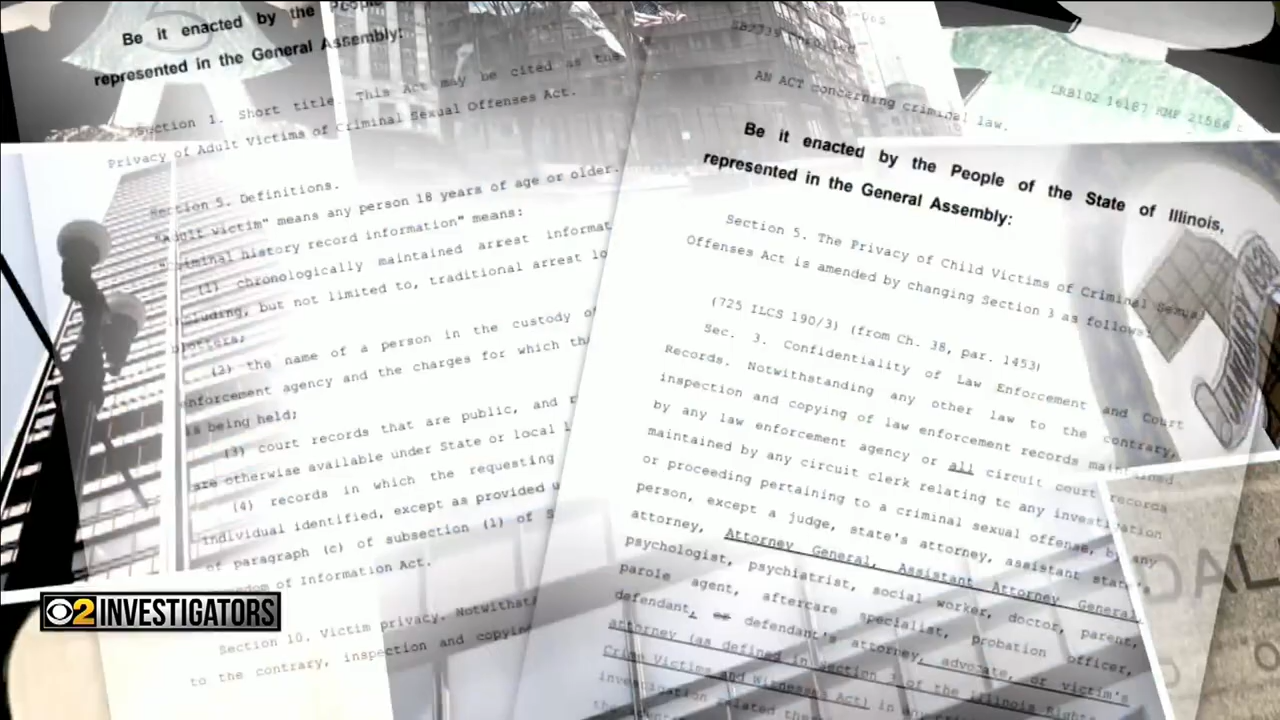 Be it enacted by the People
represented in the General Assembly:
Section 1. Short title. This Act may be cited as the
Privacy of Adult Victims of Criminal Sexual Offenses Act.
Section 5. Definitions.
"Adult victim" means any person 18 years of age or older.
"Criminal history record information" means:
(1) chronologically maintained arrest informat
including, but not limited to, traditional arrest lo
blotters;
(2) the name of a person in the custody of
enforcement agency and the charges for which th
is being held;
(3) court records that are public, and
are otherwise available under State or local
(4) records in which the requesting
individual identified, except as provided
of paragraph (c) of subsection (1) of S
edom of Information Act.
Section 10. Victim privacy. Notwithsta
to the contrary, inspection and copyin
CBS 2 INVESTIGATORS
AN ACT concerning criminal law.
LRB102 16187 KMF 21564
Be it enacted by the People of the State of Illinois,
represented in the General Assembly:
Section 5. The Privacy of Child Victims of Criminal Sexual
Offenses Act is amended by changing Section 3 as follows:
(725 ILCS 190/3) (from Ch. 38, par. 1453)
Sec. 3. Confidentiality of Law Enforcement and Court
Records. Notwithstanding any other law to the contrary,
inspection and copying of law enforcement records maintained
by any law enforcement agency or all circuit court records
maintained by any circuit clerk relating to any investigation
or proceeding pertaining to a criminal sexual offense, by any
person, except a judge, state's attorney, assistant state's
attorney, Attorney General, Assistant Attorney General,
psychologist, psychiatrist, social worker, doctor, parent,
parole agent, aftercare specialist, probation officer,
defendant, or defendant's attorney, advocate, or victim's
attorney (as defined in Section 3 of the Illinois Rights
Crime Victims and Witnesses Act) in any
investigation